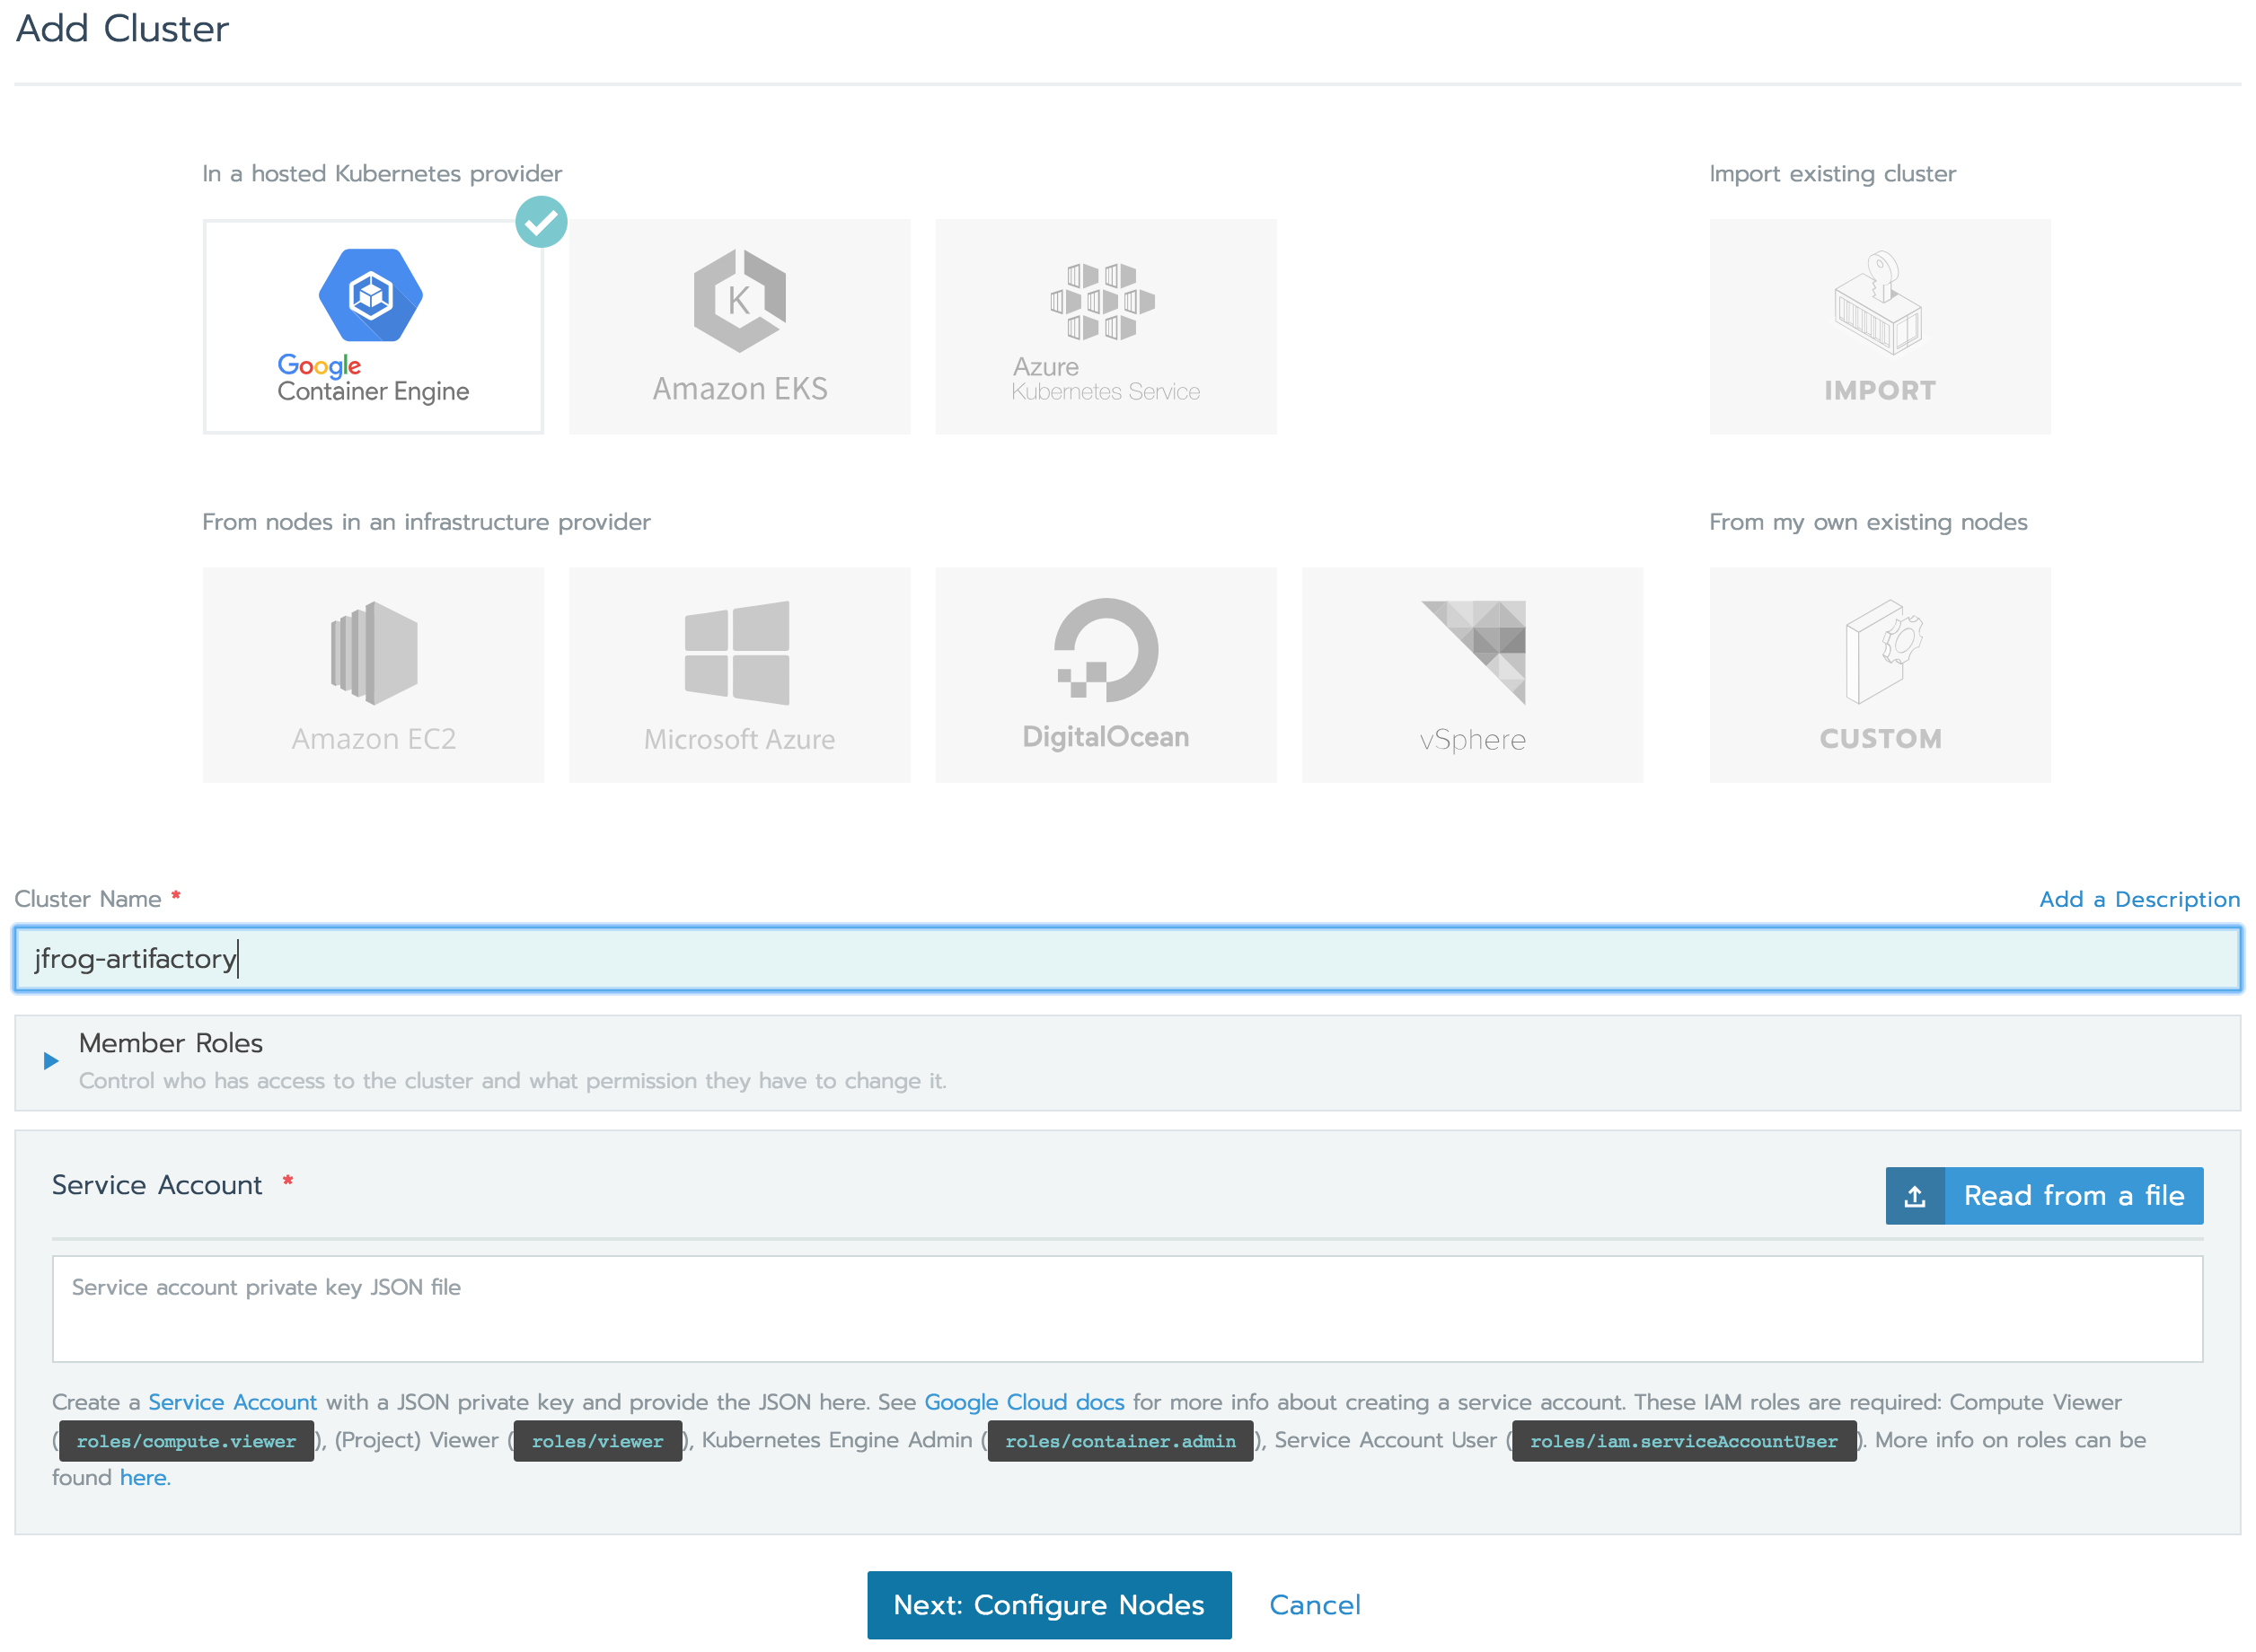 Add Cluster
In a hosted Kubernetes provider
Import existing cluster
Google
Container Engine
K
Amazon EKS
Azure
Kubernetes Service
IMPORT
From nodes in an infrastructure provider
From my own existing nodes
Amazon EC2
Microsoft Azure
DigitalOcean
vSphere
CUSTOM
Cluster Name *
Add a Description
jfrog-artifactory
Member Roles
Control who has access to the cluster and what permission they have to change it.
Service Account *
Read from a file
Service account private key JSON file
Create a Service Account with a JSON private key and provide the JSON here. See Google Cloud docs for more info about creating a service account. These IAM roles are required: Compute Viewer
(roles/compute.viewer), (Project) Viewer (roles/viewer), Kubernetes Engine Admin (roles/container.admin), Service Account User (roles/iam.serviceAccountUser). More info on roles can be
found here.
Next: Configure Nodes
Cancel